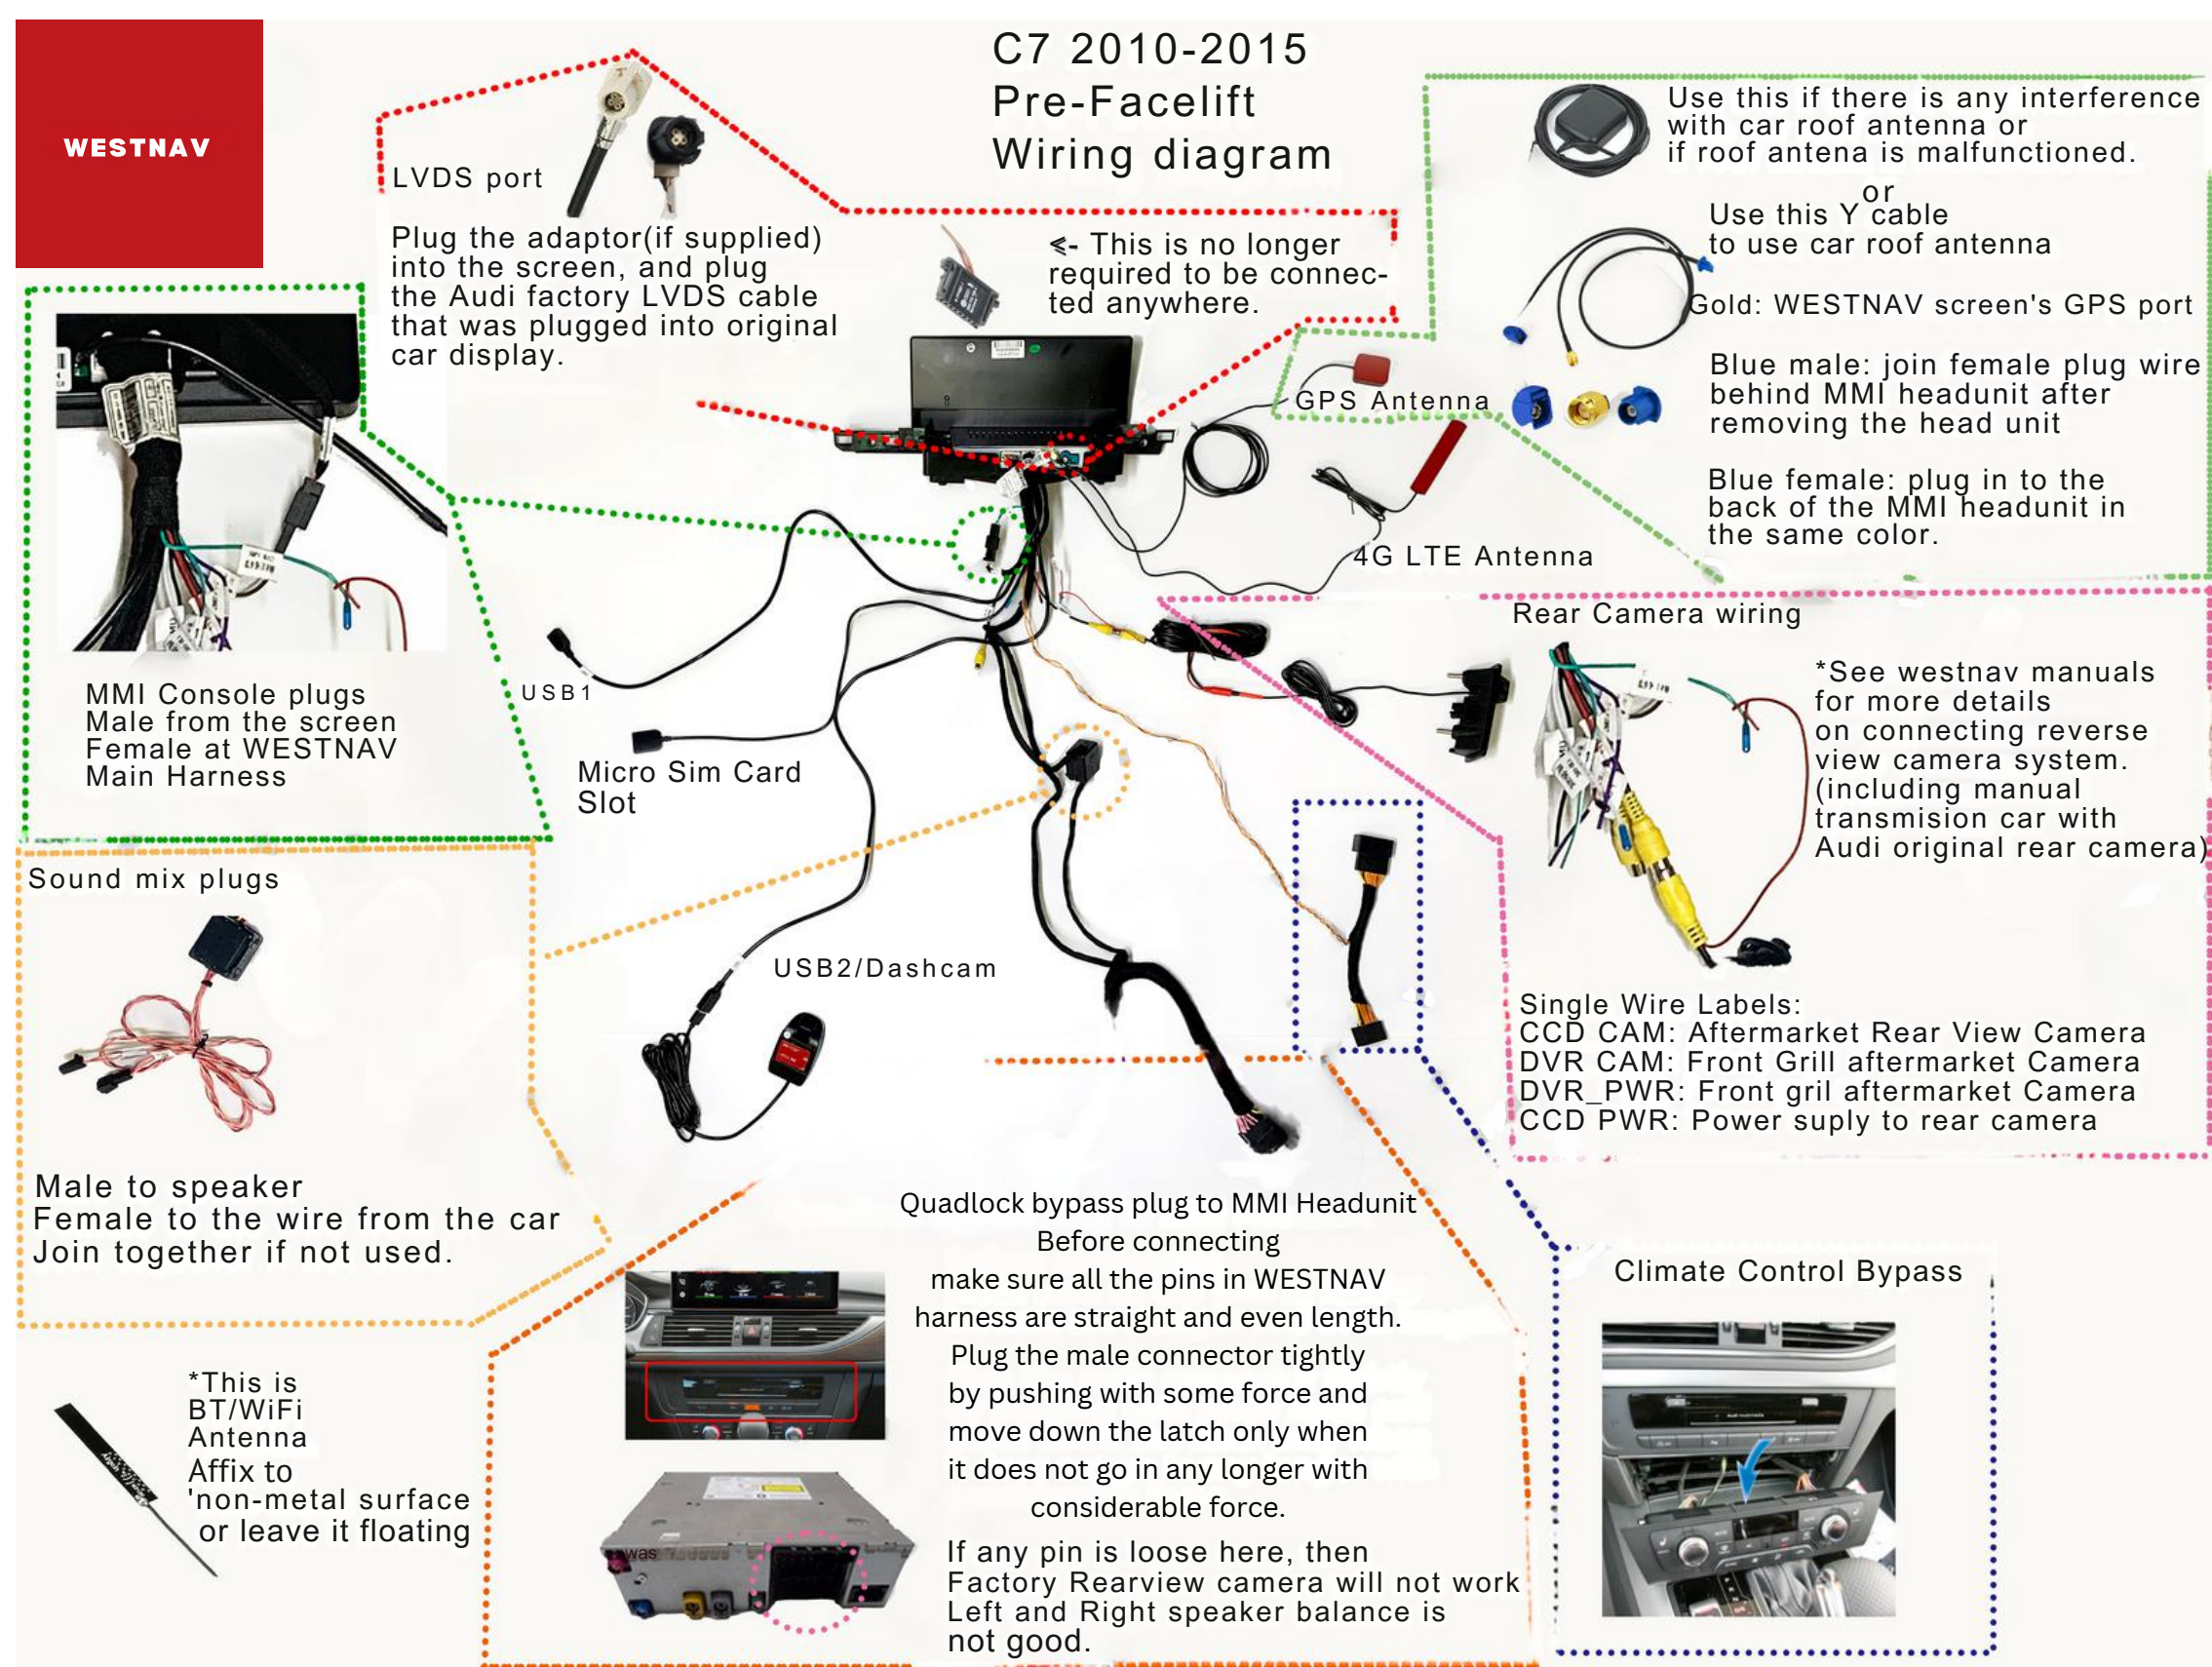 WESTNAV
C7 2010-2015
Pre-Facelift
Wiring diagram
LVDS port
Plug the adaptor(if supplied)
into the screen, and plug
the Audi factory LVDS cable
that was plugged into original
car display.
<- This is no longer
required to be connec-
ted anywhere.
Use this if there is any interference
with car roof antenna or
if roof antena is malfunctioned.
or
Use this Y cable
to use car roof antenna
Gold: WESTNAV screen's GPS port
Blue male: join female plug wire
behind MMI headunit after
removing the head unit
Blue female: plug in to the
back of the MMI headunit in
the same color.
GPS Antenna
4G LTE Antenna
MMI Console plugs
Male from the screen
Female at WESTNAV
Main Harness
USB1
Micro Sim Card
Slot
USB2/Dashcam
Rear Camera wiring
*See westnav manuals
for more details
on connecting reverse
view camera system.
(including manual
transmision car with
Audi original rear camera)
Single Wire Labels:
CCD CAM: Aftermarket Rear View Camera
DVR CAM: Front Grill aftermarket Camera
DVR_PWR: Front gril aftermarket Camera
CCD PWR: Power suply to rear camera
Sound mix plugs
Male to speaker
Female to the wire from the car
Join together if not used.
*This is
BT/WiFi
Antenna
Affix to
'non-metal surface
or leave it floating
Quadlock bypass plug to MMI Headunit
Before connecting
make sure all the pins in WESTNAV
harness are straight and even length.
Plug the male connector tightly
by pushing with some force and
move down the latch only when
it does not go in any longer with
considerable force.
If any pin is loose here, then
Factory Rearview camera will not work
Left and Right speaker balance is
not good.
was
Climate Control Bypass